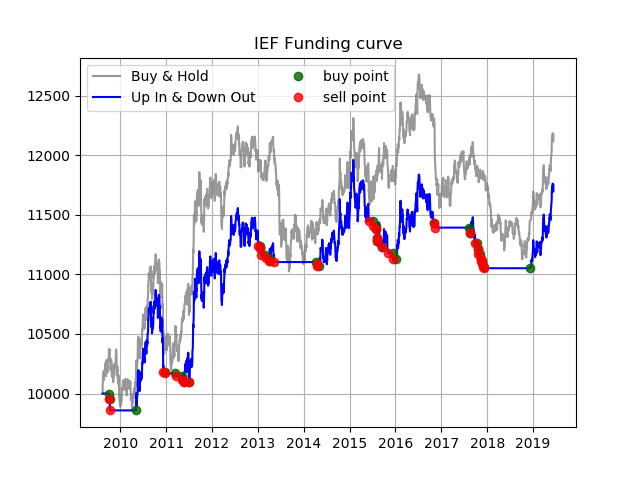 IEF Funding curve
Buy & Hold
Up In & Down Out
buy point
sell point
12500
12000
11500
11000
10500
10000
2010 2011 2012 2013 2014 2015 2016 2017 2018 2019